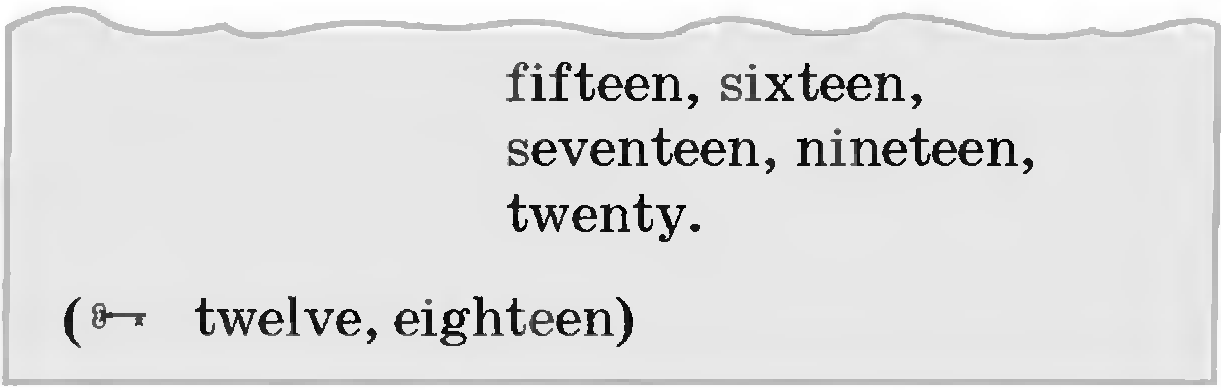 fifteen, sixteen,
seventeen, nineteen,
twenty.
( twelve, eighteen)